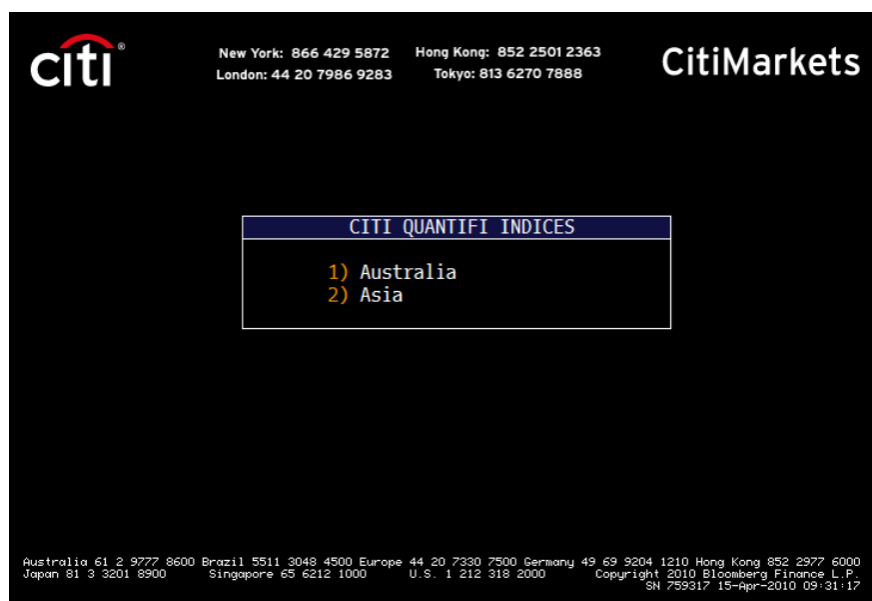 citi®
New York: 866 429 5872 Hong Kong: 852 2501 2363
London: 44 20 7986 9283 Tokyo: 813 6270 7888
CitiMarkets
CITI QUANTIFI INDICES
1) Australia
2) Asia
Australia 61 2 9777 8600 Brazil 5511 3048 4500 Europe 44 20 7330 7500 Germany 49 69 9204 1210 Hong Kong 852 2977 6000
Japan 81 3 3201 8900 Singapore 65 6212 1000 U.S. 1 212 318 2000 Copyright 2010 Bloomberg Finance L.P.
SN 759317 15-Apr-2010 09:31:17